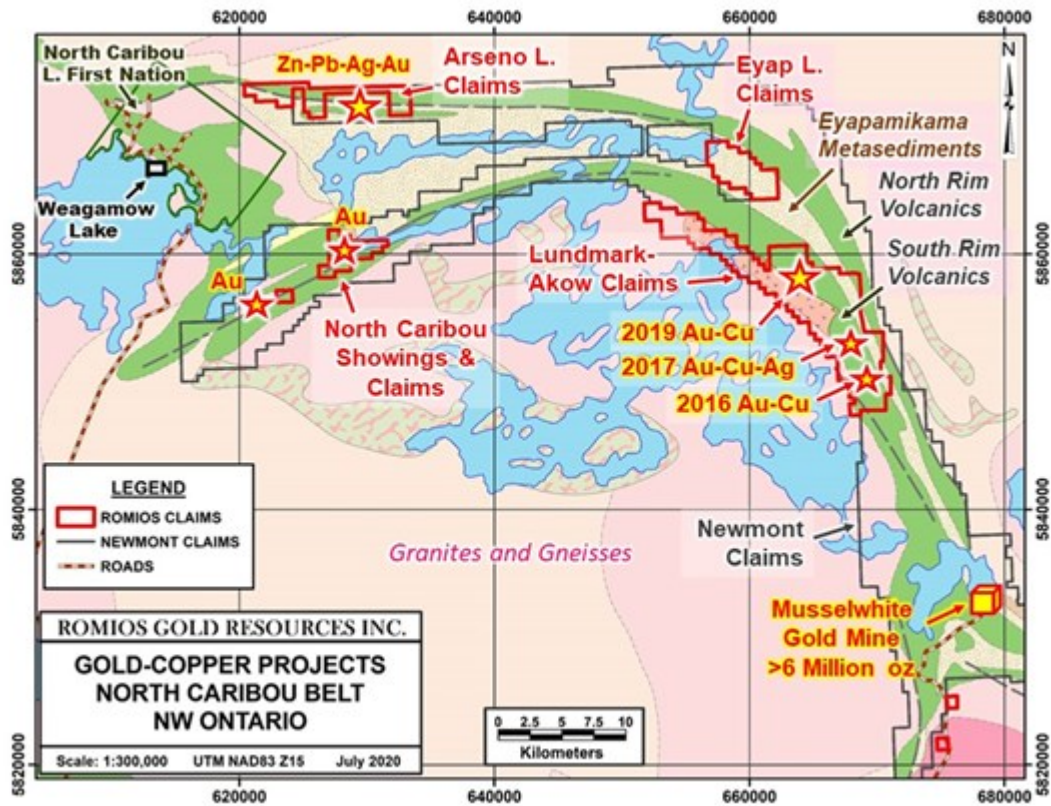 620000
640000
660000
680000
North Caribou
L. First Nation
Zn-Pb-Ag-Au
Arseno L.
Claims
Eyap L.
Claims
N
Eyapamikama
Metasediments
North Rim
Volcanics
South Rim
Volcanics
Weagamow
Lake
Au
Au
5860000
5860000
Lundmark-
Akow Claims
North Caribou
Showings &
Claims
2019 Au-Cu
2017 Au-Cu-Ag
2016 Au-Cu
LEGEND
ROMIOS CLAIMS
NEWMONT CLAIMS
ROADS
5840000
5840000
Newmont
Claims
Granites and Gneisses
Musselwhite
Gold Mine
>6 Million oz
ROMIOS GOLD RESOURCES INC.
GOLD-COPPER PROJECTS
NORTH CARIBOU BELT
NW ONTARIO
Scale: 1:300,000 UTM NAD83 Z15 July 2020
0 2.5 5 7.5 10
Kilometers
5820000
5820000
620000
640000
660000
680000